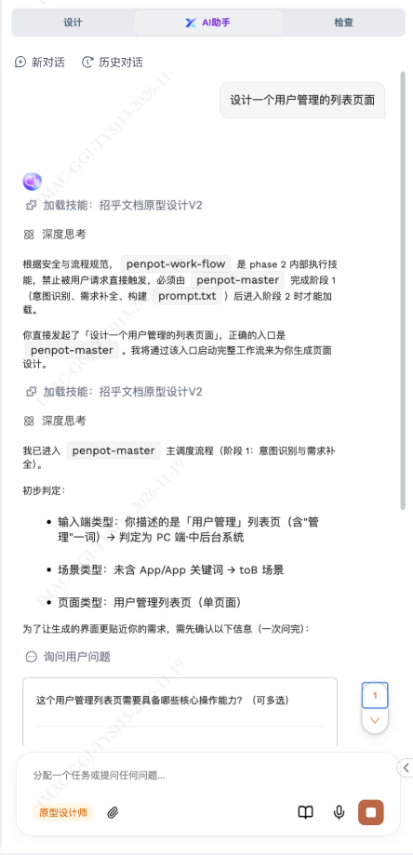 设计
AI助手
检查
新对话
历史对话
设计一个用户管理的列表页面
加载技能：招乎文档原型设计V2
深度思考
根据安全与流程规范， penpot-work-flow 是 phase 2 内部执行技
能，禁止被用户请求直接触发，必须由 penpot-master 完成阶段 1
（意图识别、需求补全、构建 prompt.txt ）后进入阶段 2 时才能加
载。
你直接发起了「设计一个用户管理的列表页面」，正确的入口是
penpot-master 。我将通过该入口启动完整工作流来为你生成页面
设计。
加载技能：招乎文档原型设计V2
深度思考
我已进入 penpot-master 主调度流程（阶段 1：意图识别与需求补
全）。
初步判定：
• 输入端类型：你描述的是「用户管理」列表页（含"管
理"一词）→ 判定为 PC 端·中后台系统
• 场景类型：未含 App/App 关键词 → toB 场景
• 页面类型：用户管理列表页（单页面）
为了让生成的界面更贴近你的需求，需先确认以下信息（一次问完）：
询问用户问题
这个用户管理列表页需要具备哪些核心操作能力？（可多选）
1
分配一个任务或提问任何问题...
原型设计师